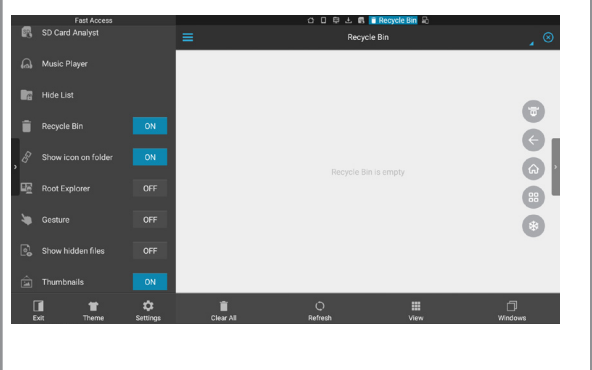 Fast Access
SD Card Analyst
Music Player
Hide List
Recycle Bin ON
Show icon on folder ON
Root Explorer OFF
Gesture OFF
Show hidden files OFF
Thumbnails ON
Exit Theme Settings
Recycle Bin
Recycle Bin
Recycle Bin is empty
Clear All Refresh View Windows